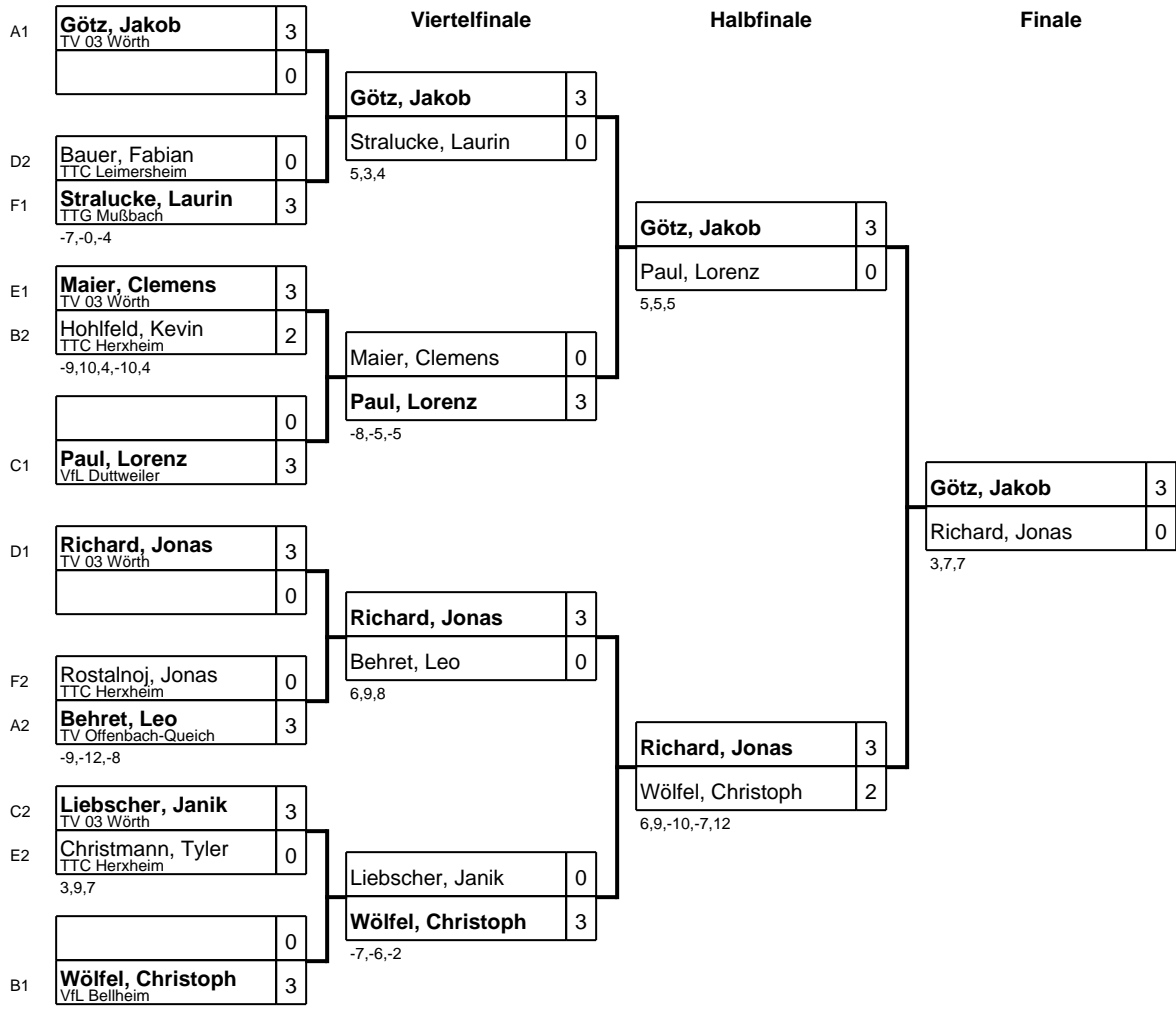 Viertelfinale
Halbfinale
Finale
A1
Götz, Jakob 3
TV 03 Wörth
0
D2
Bauer, Fabian 0
TTC Leimersheim
F1
Stralucke, Laurin 3
TTG Mußbach
-7,-0,-4
E1
Maier, Clemens 3
TV 03 Wörth
B2
Hohlfeld, Kevin 2
TTC Herxheim
-9,10,4,-10,4
0
C1
Paul, Lorenz 3
VfL Duttweiler
D1
Richard, Jonas 3
TV 03 Wörth
0
F2
Rostalnoj, Jonas 0
TTC Herxheim
A2
Behret, Leo 3
TV Offenbach-Queich
-9,-12,-8
C2
Liebscher, Janik 3
TV 03 Wörth
E2
Christmann, Tyler 0
TTC Herxheim
3,9,7
0
B1
Wölfel, Christoph 3
VfL Bellheim
Götz, Jakob 3
Stralucke, Laurin 0
5,3,4
Maier, Clemens 0
Paul, Lorenz 3
-8,-5,-5
Richard, Jonas 3
Behret, Leo 0
6,9,8
Liebscher, Janik 0
Wölfel, Christoph 3
-7,-6,-2
Götz, Jakob 3
Paul, Lorenz 0
5,5,5
Richard, Jonas 3
Wölfel, Christoph 2
6,9,-10,-7,12
Götz, Jakob 3
Richard, Jonas 0
3,7,7